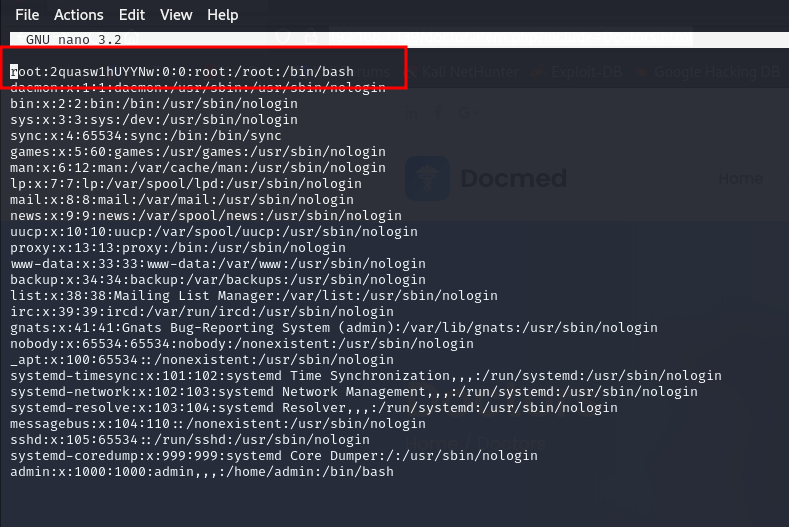 File Actions Edit View Help
GNU nano 3.2
root:2quasw1hUYYNw:0:0:root:/root:/bin/bash
rams Kali NetHunter Exploit-DB Google Hacking DB
daemon:x:1:1:daemon:/usr/sbin:/usr/sbin/nologin
bin:x:2:2:bin:/bin:/usr/sbin/nologin
sys:x:3:3:sys:/dev:/usr/sbin/nologin
sync:x:4:65534:sync:/bin:/bin/sync
games:x:5:60:games:/usr/games:/usr/sbin/nologin
man:x:6:12:man:/var/cache/man:/usr/sbin/nologin
lp:x:7:7:lp:/var/spool/lpd:/usr/sbin/nologin
Docmed Home
mail:x:8:8:mail:/var/mail:/usr/sbin/nologin
news:x:9:9:news:/var/spool/news:/usr/sbin/nologin
uucp:x:10:10:uucp:/var/spool/uucp:/usr/sbin/nologin
proxy:x:13:13:proxy:/bin:/usr/sbin/nologin
www-data:x:33:33:www-data:/var/www:/usr/sbin/nologin
backup:x:34:34:backup:/var/backups:/usr/sbin/nologin
list:x:38:38:Mailing List Manager:/var/list:/usr/sbin/nologin
irc:x:39:39:ircd:/var/run/ircd:/usr/sbin/nologin
gnats:x:41:41:Gnats Bug-Reporting System (admin):/var/lib/gnats:/usr/sbin/nologin
nobody:x:65534:65534:nobody:/nonexistent:/usr/sbin/nologin
_apt:x:100:65534::/nonexistent:/usr/sbin/nologin
systemd-timesync:x:101:102:systemd Time Synchronization,,,:/run/systemd:/usr/sbin/nologin
systemd-network:x:102:103:systemd Network Management,,,:/run/systemd:/usr/sbin/nologin
systemd-resolve:x:103:104:systemd Resolver,,,:/run/systemd:/usr/sbin/nologin
messagebus:x:104:110::/nonexistent:/usr/sbin/nologin
sshd:x:105:65534::/run/sshd:/usr/sbin/nologin
Home / Doctors
systemd-coredump:x:999:999:systemd Core Dumper:/:/usr/sbin/nologin
admin:x:1000:1000:admin,,,:/home/admin:/bin/bash